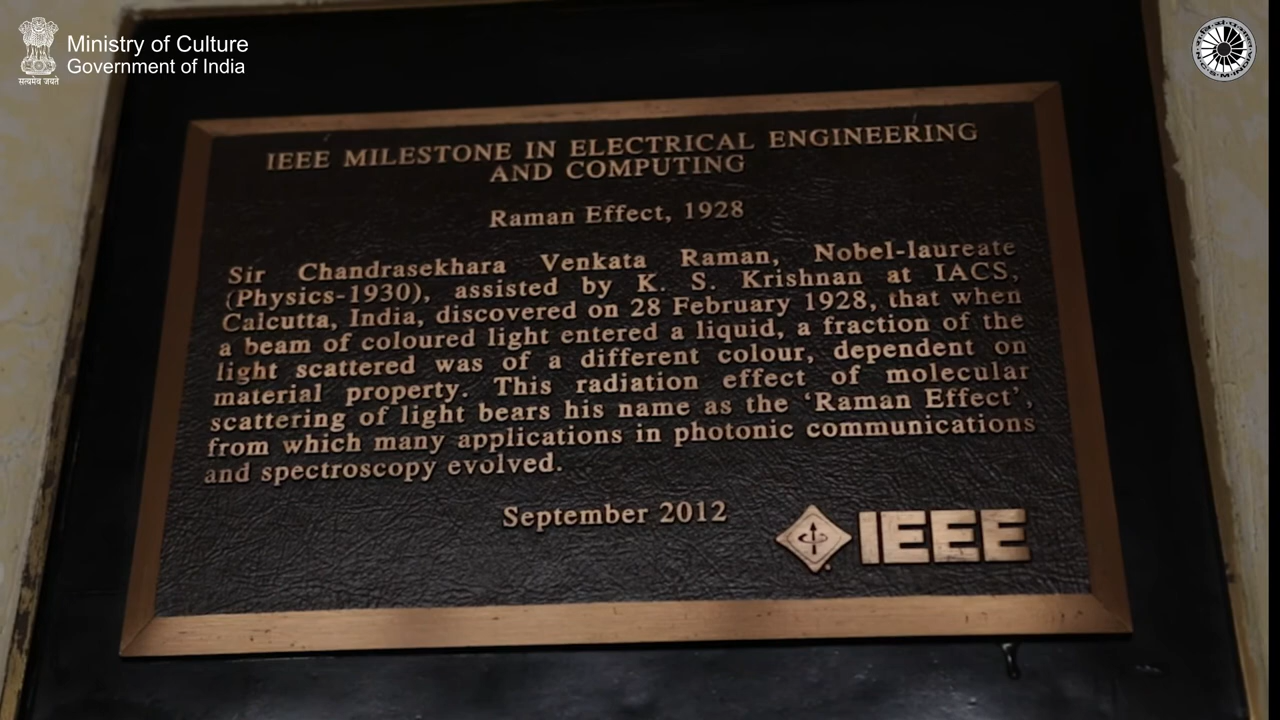 Ministry of Culture
Government of India
सत्यमेव जयते
IEEE MILESTONE IN ELECTRICAL ENGINEERING
AND COMPUTING
Raman Effect, 1928
Sir Chandrasekhara Venkata Raman, Nobel-laureate
(Physics-1930), assisted by K. S. Krishnan at IACS,
Calcutta, India, discovered on 28 February 1928, that when
a beam of coloured light entered a liquid, a fraction of the
light scattered was of a different colour, dependent on
material property. This radiation effect of molecular
scattering of light bears his name as the ‘Raman Effect’,
from which many applications in photonic communications
and spectroscopy evolved.
September 2012
IEEE